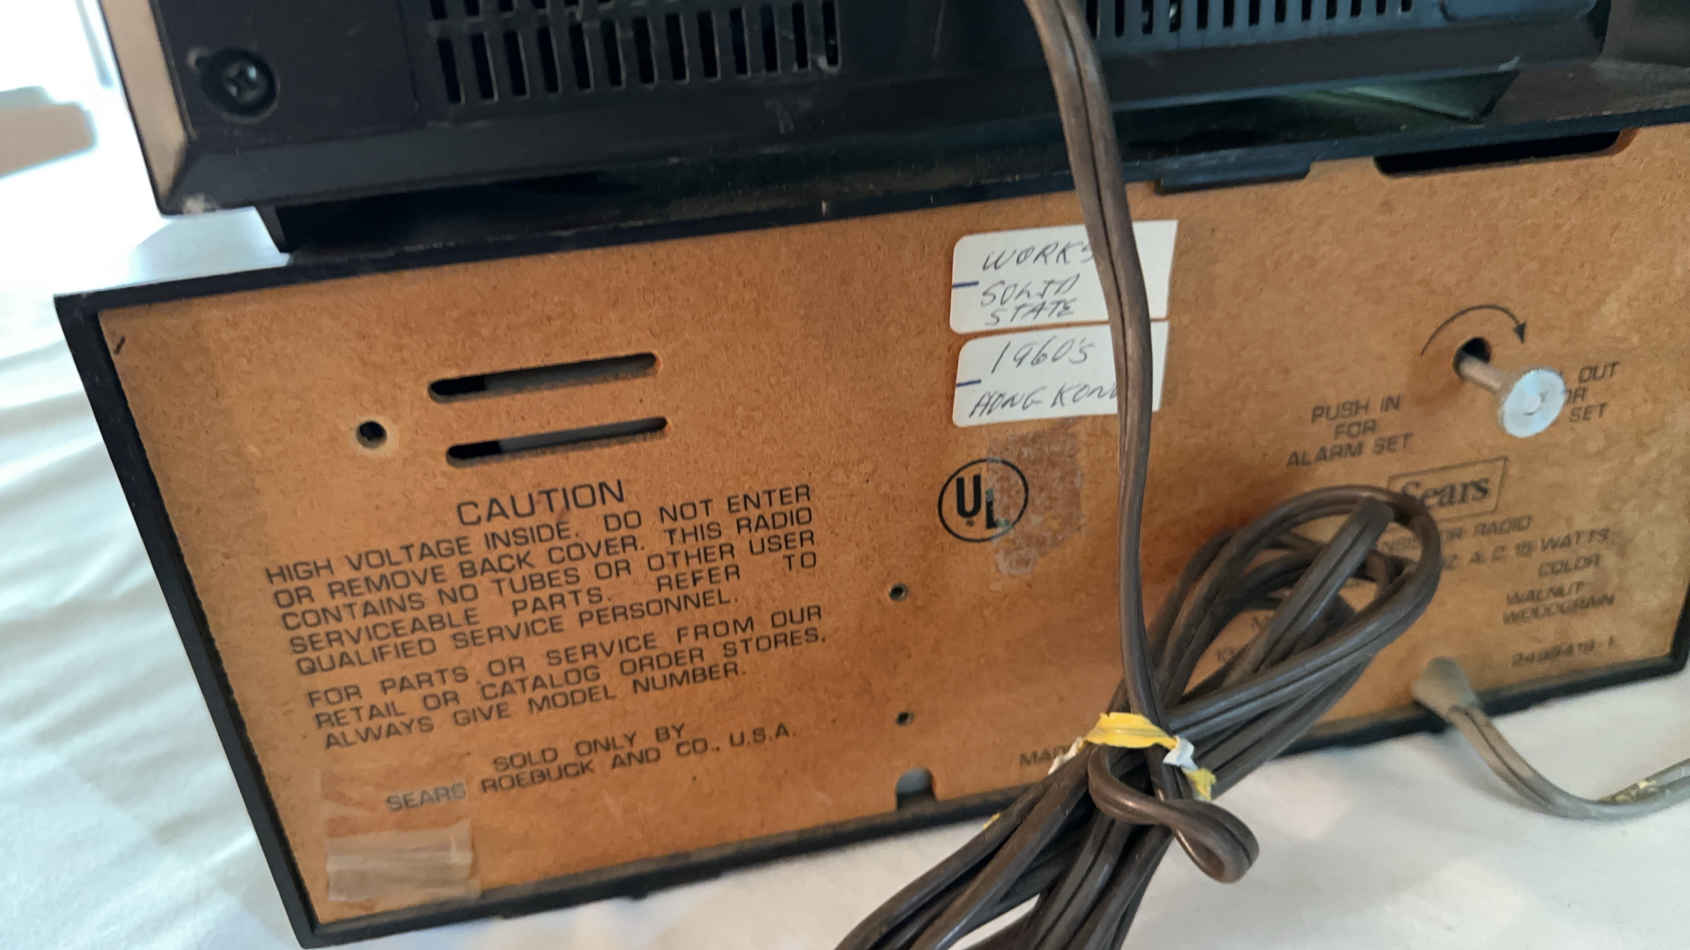 WORKS
SOLID
STATE
1960's
HONG KONG
OUT
SET
PUSH IN
FOR
ALARM SET
CAUTION
HIGH VOLTAGE INSIDE. DO NOT ENTER
OR REMOVE BACK COVER. THIS RADIO
CONTAINS NO TUBES OR OTHER USER
SERVICEABLE PARTS. REFER TO
QUALIFIED SERVICE PERSONNEL.
FOR PARTS OR SERVICE FROM OUR
RETAIL OR CATALOG ORDER STORES,
ALWAYS GIVE MODEL NUMBER.
SOLD ONLY BY
SEARS ROEBUCK AND CO., U.S.A.
UL
Sears
RADIO
WATTS
COLOR
WALNUT
WOODGRAIN